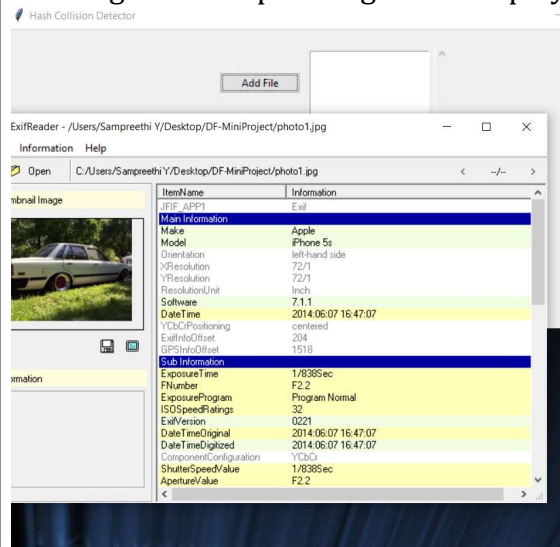 Hash Collision Detector
Add File
ExifReader - /Users/Sampreethi Y/Desktop/DF-MiniProject/photo1.jpg
Information Help
Open C:/Users/Sampreethi Y/Desktop/DF-MiniProject/photo1.jpg < --/-- >
mbnail Image
ItemName Information
JFIF_APP1 Exif
Main Information
Make Apple
Model iPhone 5s
Orientation left-hand side
XResolution 72/1
YResolution 72/1
ResolutionUnit Inch
Software 7.1.1
DateTime 2014:06:07 16:47:07
YCbCrPositioning centered
ExifInfoOffset 204
GPSInfoOffset 1518
Sub Information
ormation
ExposureTime 1/838Sec
FNumber F2.2
ExposureProgram Program Normal
ISOSpeedRatings 32
ExifVersion 0221
DateTimeOriginal 2014:06:07 16:47:07
DateTimeDigitized 2014:06:07 16:47:07
ComponentConfiguration YCbCr
ShutterSpeedValue 1/838Sec
ApertureValue F2.2